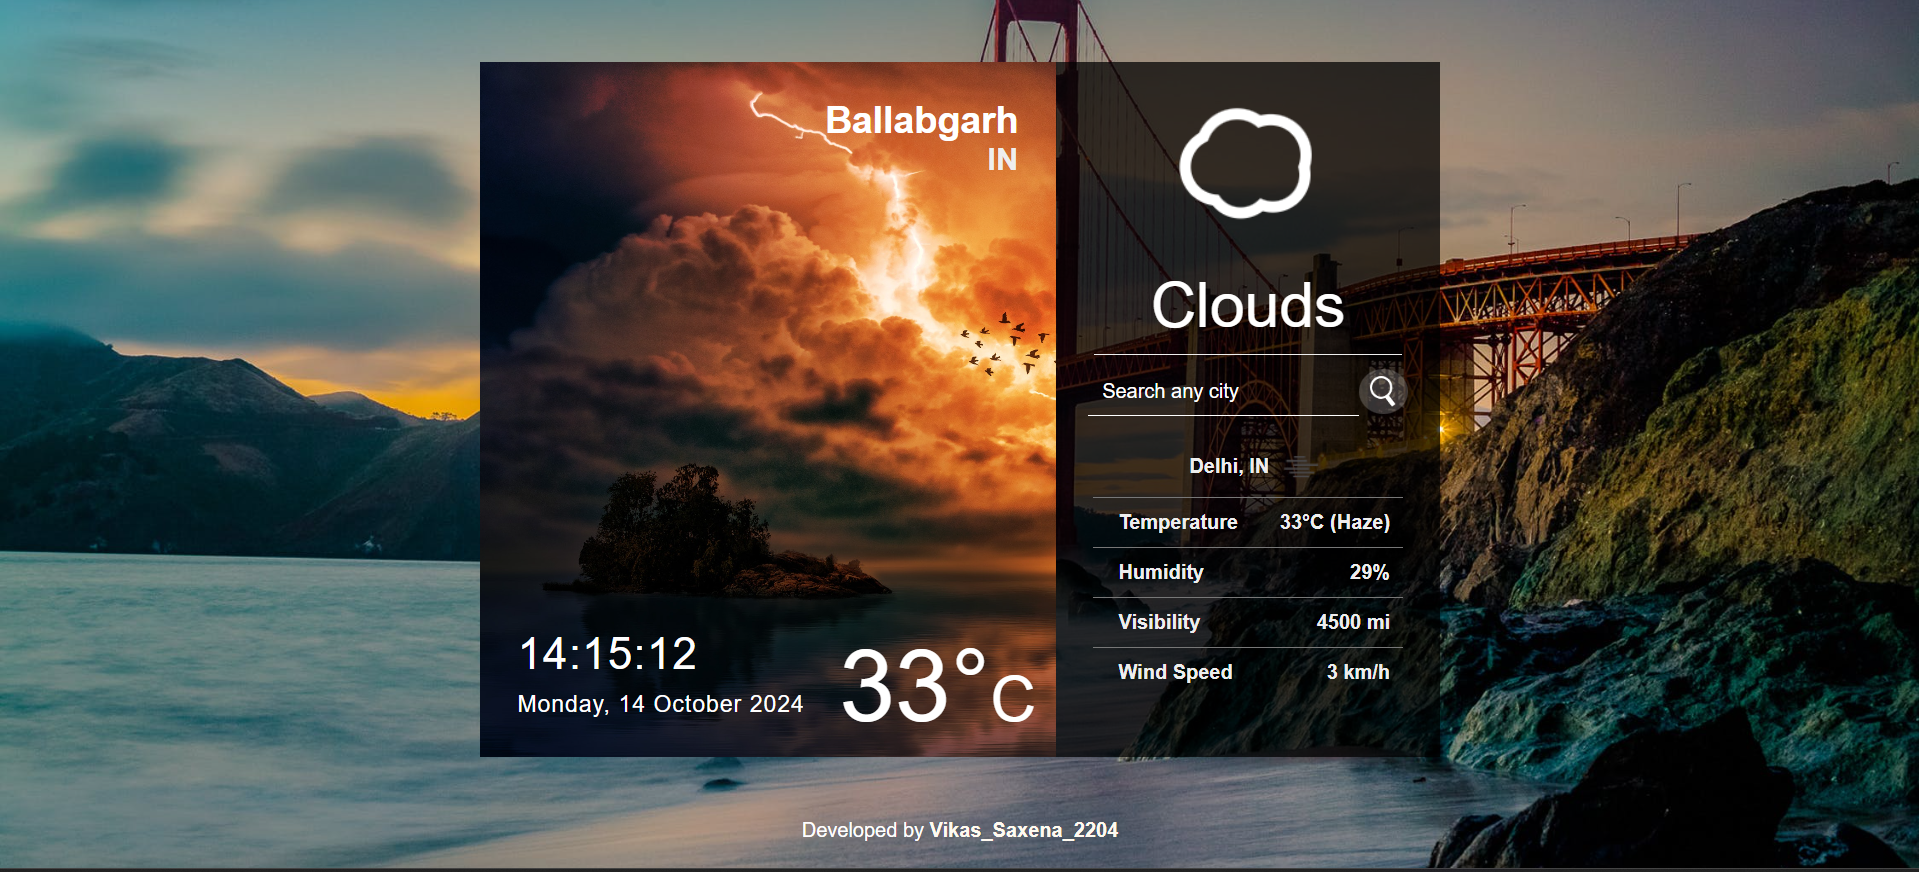 Ballabgarh
IN
14:15:12
Monday, 14 October 2024
33°C
Clouds
Search any city
Delhi, IN
Temperature 33°C (Haze)
Humidity 29%
Visibility 4500 mi
Wind Speed 3 km/h
Developed by Vikas_Saxena_2204